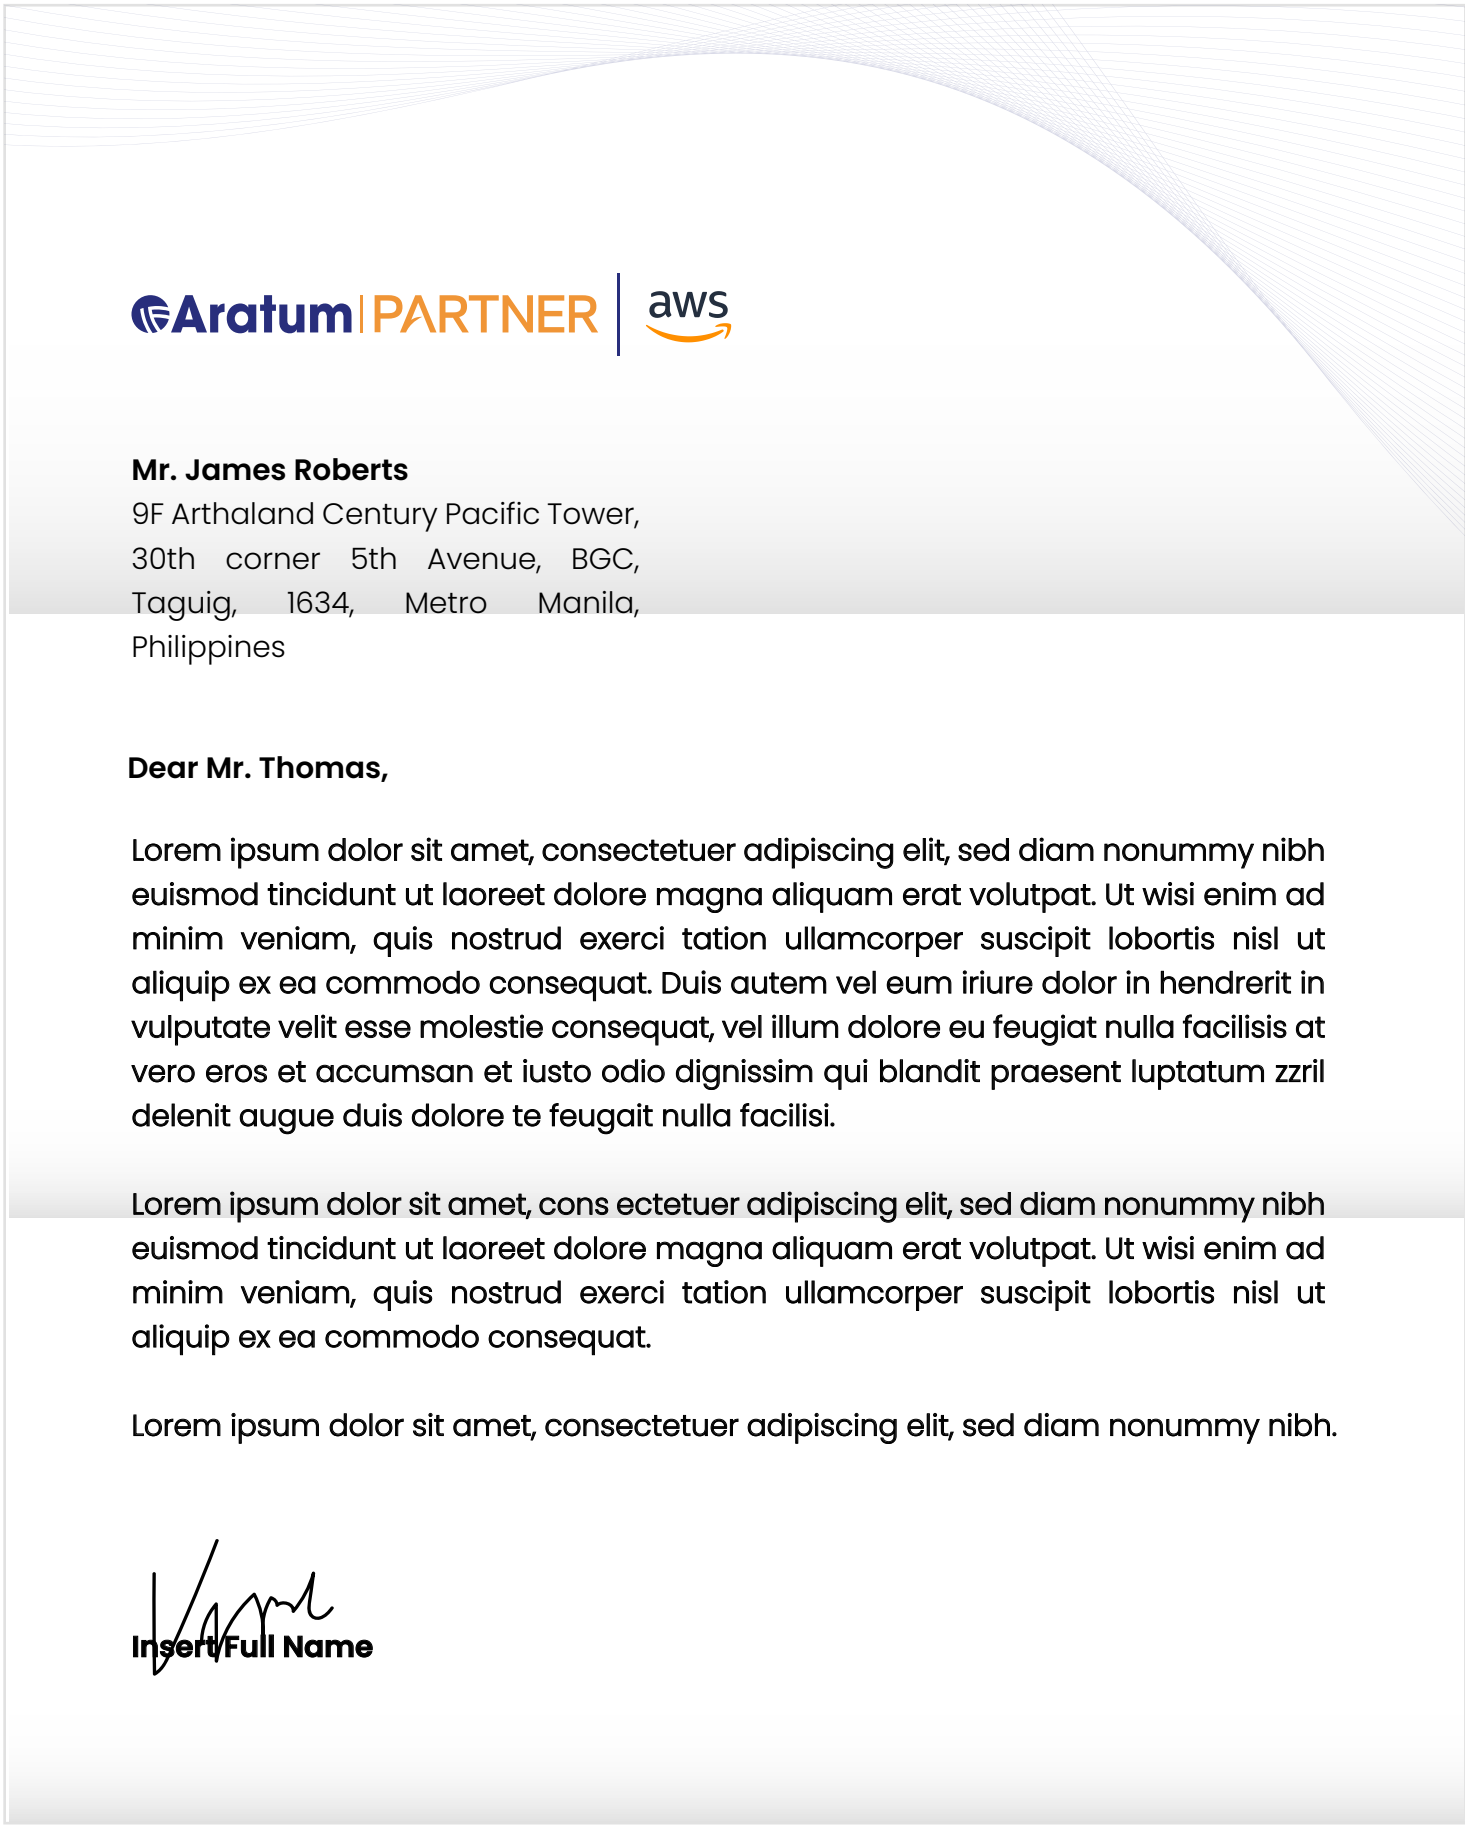 Aratum PARTNER aws
Mr. James Roberts
9F Arthaland Century Pacific Tower,
30th corner 5th Avenue, BGC,
Taguig, 1634, Metro Manila,
Philippines
Dear Mr. Thomas,
Lorem ipsum dolor sit amet, consectetuer adipiscing elit, sed diam nonummy nibh
euismod tincidunt ut laoreet dolore magna aliquam erat volutpat. Ut wisi enim ad
minim veniam, quis nostrud exerci tation ullamcorper suscipit lobortis nisl ut
aliquip ex ea commodo consequat. Duis autem vel eum iriure dolor in hendrerit in
vulputate velit esse molestie consequat, vel illum dolore eu feugiat nulla facilisis at
vero eros et accumsan et iusto odio dignissim qui blandit praesent luptatum zzril
delenit augue duis dolore te feugait nulla facilisi.
Lorem ipsum dolor sit amet, cons ectetuer adipiscing elit, sed diam nonummy nibh
euismod tincidunt ut laoreet dolore magna aliquam erat volutpat. Ut wisi enim ad
minim veniam, quis nostrud exerci tation ullamcorper suscipit lobortis nisl ut
aliquip ex ea commodo consequat.
Lorem ipsum dolor sit amet, consectetuer adipiscing elit, sed diam nonummy nibh.
Insert Full Name